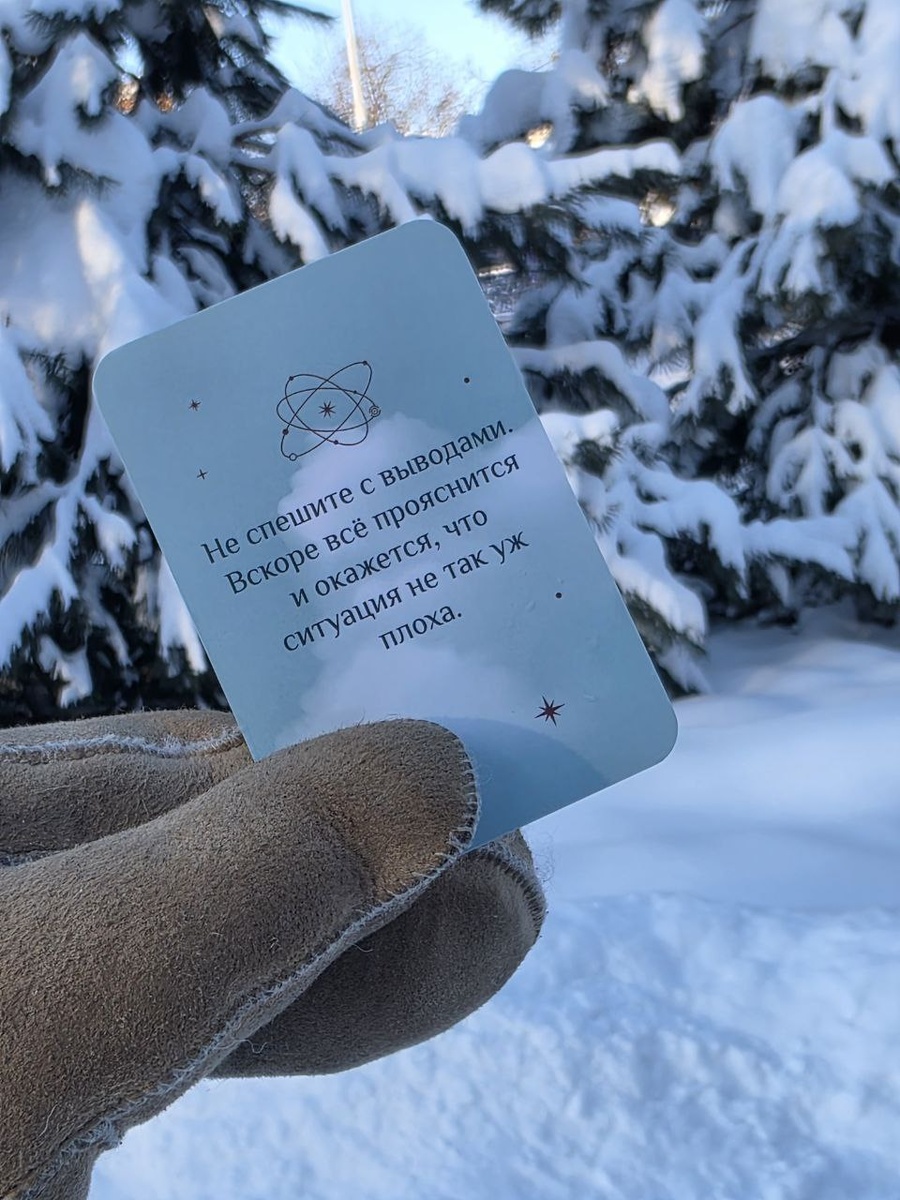 Не спешите с выводами.
Вскоре всё прояснится
и окажется, что
ситуация не так уж
плоха.